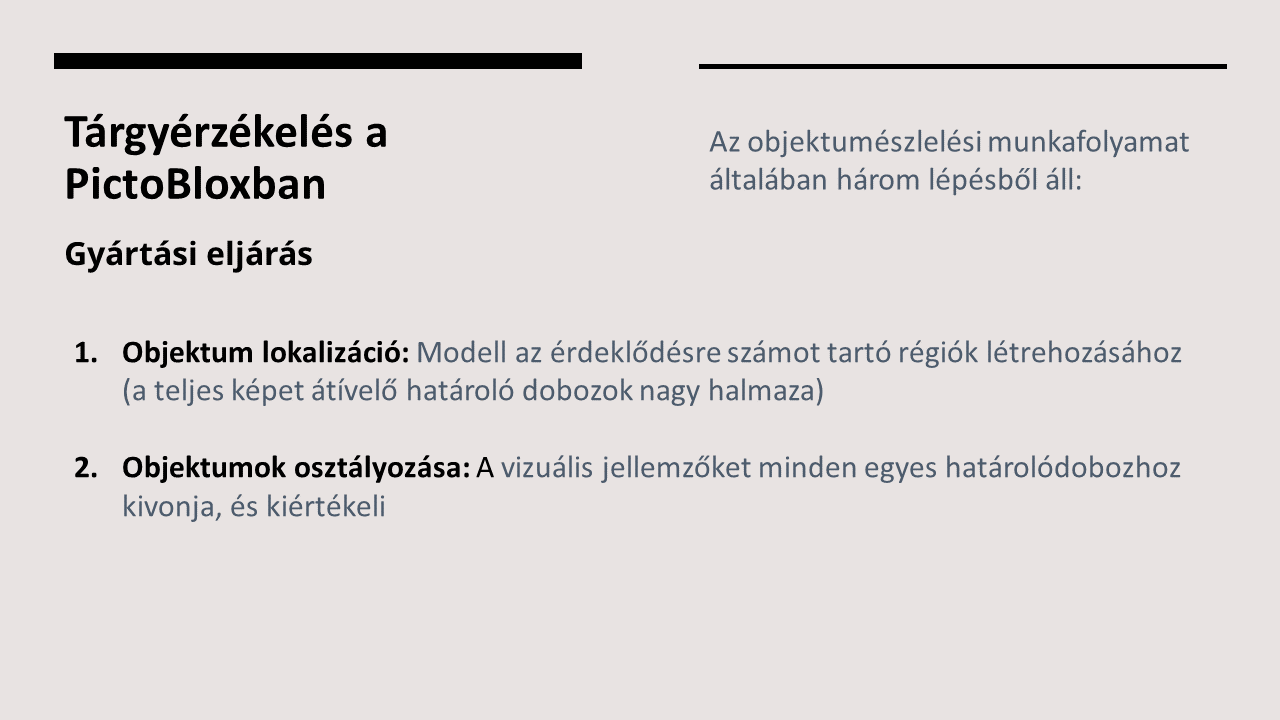 Tárgyérzékelés a
PictoBloxban
Gyártási eljárás
Az objektumészlelési munkafolyamat
általában három lépésből áll:
1. Objektum lokalizáció: Modell az érdeklődésre számot tartó régiók létrehozásához
(a teljes képet átívelő határoló dobozok nagy halmaza)
2. Objektumok osztályozása: A vizuális jellemzőket minden egyes határolódobozhoz
kivonja, és kiértékeli